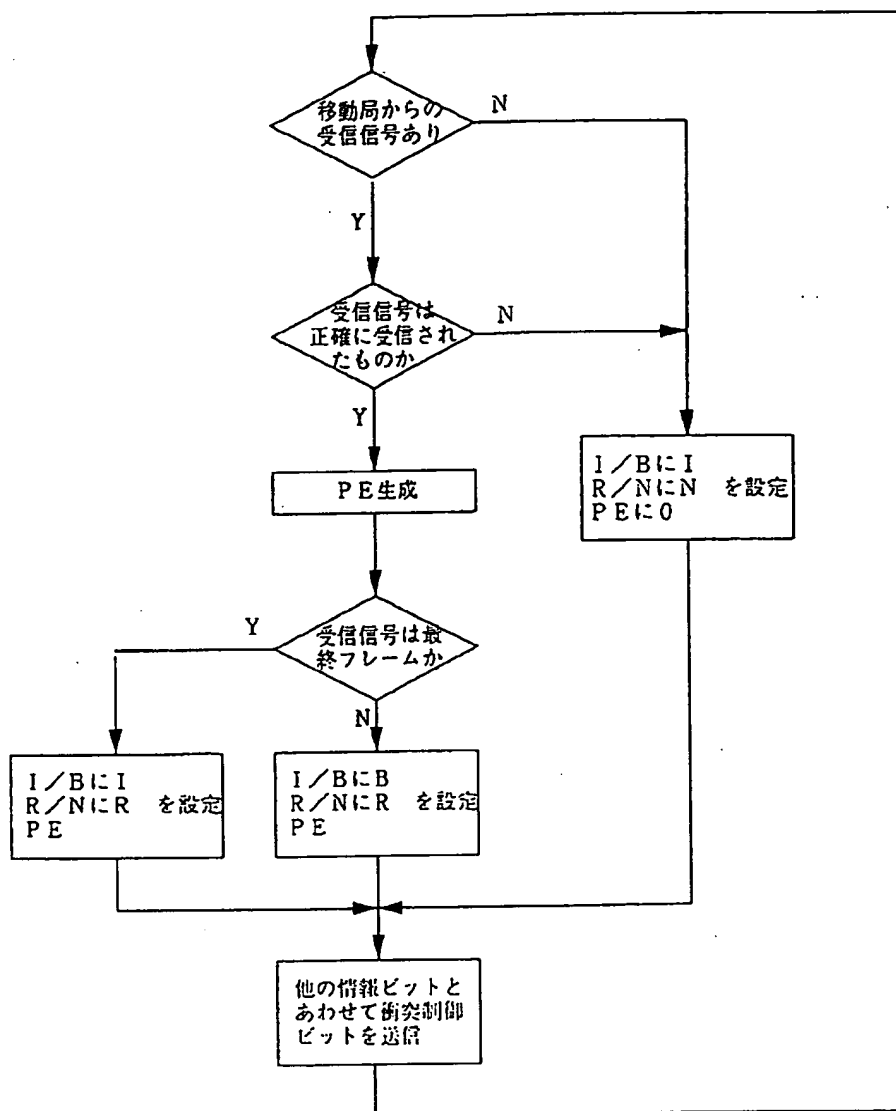 移動局からの
受信信号あり
N
Y
受信信号は
正確に受信され
たものか
N
Y
PE生成
I/BにI
R/NにN を設定
PEに0
受信信号は最
終フレームか
Y
N
I/BにI
R/NにR を設定
PE
I/BにB
R/NにR を設定
PE
他の情報ビットと
あわせて衝突制御
ビットを送信